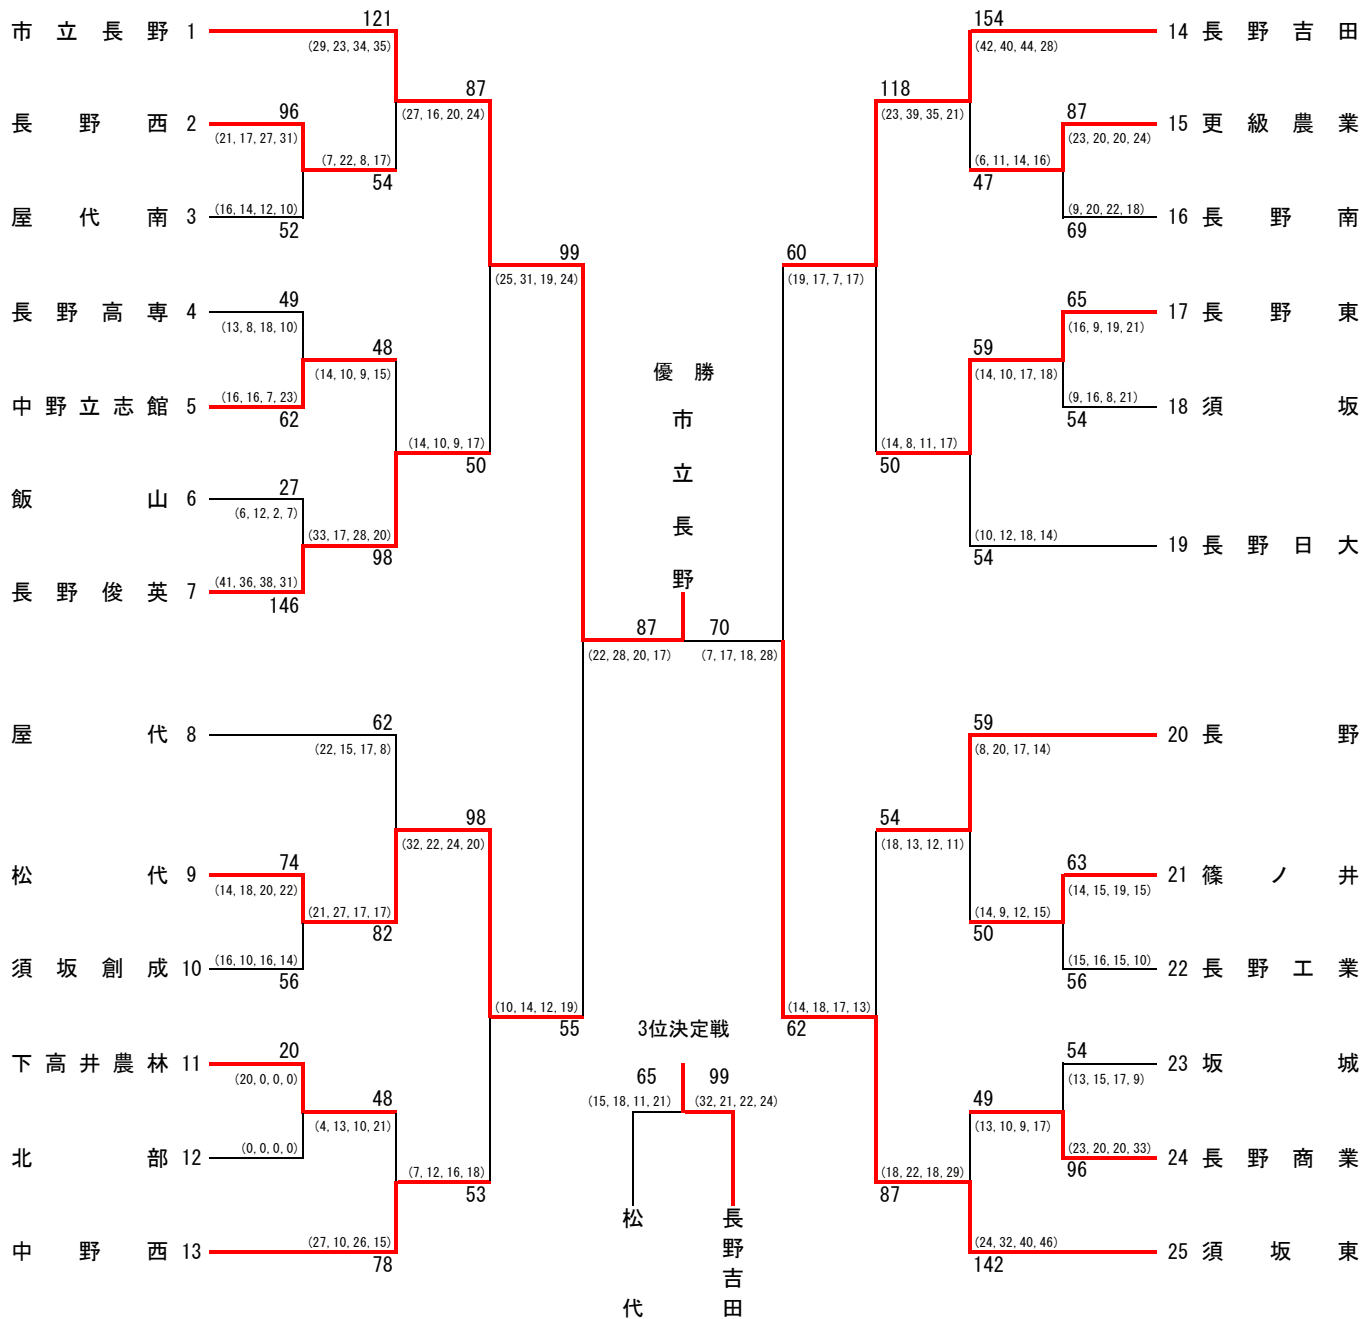 市立長野 1
121
(29, 23, 34, 35)
87
(27, 16, 20, 24)
長野西 2
96
(21, 17, 27, 31)
(7, 22, 8, 17)
54
屋代南 3
(16, 14, 12, 10)
52
99
(25, 31, 19, 24)
長野高専 4
49
(13, 8, 18, 10)
48
(14, 10, 9, 15)
中野立志館 5
(16, 16, 7, 23)
62
(14, 10, 9, 17)
50
飯山 6
27
(6, 12, 2, 7)
(33, 17, 28, 20)
98
長野俊英 7
(41, 36, 38, 31)
146
屋代 8
62
(22, 15, 17, 8)
98
(32, 22, 24, 20)
松代 9
74
(14, 18, 20, 22)
(21, 27, 17, 17)
82
須坂創成 10
(16, 10, 16, 14)
56
(10, 14, 12, 19)
55
下高井農林 11
20
(20, 0, 0, 0)
48
(4, 13, 10, 21)
北部 12
(0, 0, 0, 0)
(7, 12, 16, 18)
53
中野西 13
(27, 10, 26, 15)
78
優勝
市立長野
87
(22, 28, 20, 17)
70
(7, 17, 18, 28)
3位決定戦
65
(15, 18, 11, 21)
99
(32, 21, 22, 24)
松代
長野吉田
154
(42, 40, 44, 28)
14 長野吉田
118
(23, 39, 35, 21)
87
(23, 20, 20, 24)
15 更級農業
(6, 11, 14, 16)
47
(9, 20, 22, 18)
69
16 長野南
60
(19, 17, 7, 17)
65
(16, 9, 19, 21)
17 長野東
59
(14, 10, 17, 18)
(9, 16, 8, 21)
54
18 須坂
(14, 8, 11, 17)
50
(10, 12, 18, 14)
54
19 長野日大
59
(8, 20, 17, 14)
20 長野
54
(18, 13, 12, 11)
63
(14, 15, 19, 15)
21 篠ノ井
(14, 9, 12, 15)
50
(15, 16, 15, 10)
56
22 長野工業
(14, 18, 17, 13)
62
54
(13, 15, 17, 9)
23 坂城
49
(13, 10, 9, 17)
(23, 20, 20, 33)
96
24 長野商業
(18, 22, 18, 29)
87
(24, 32, 40, 46)
142
25 須坂東